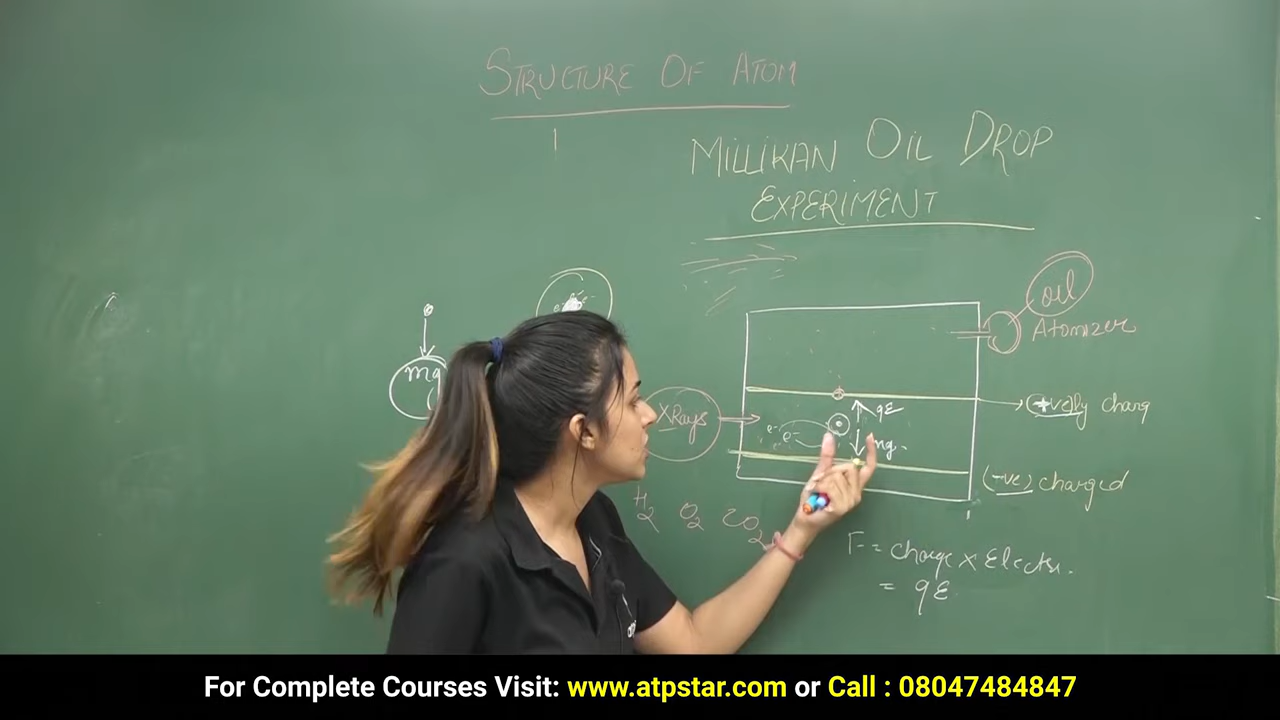 STRUCTURE OF ATOM
MILLIKAN OIL DROP
EXPERIMENT
oil
Atomizer
mg
e⁻ e⁻
X Rays
(+ve)ly charg
qE
e⁻
e⁻
mg.
(-ve) charged
H₂ O₂ CO₂
F = charge x Electr.
= qE
For Complete Courses Visit: www.atpstar.com or Call : 08047484847